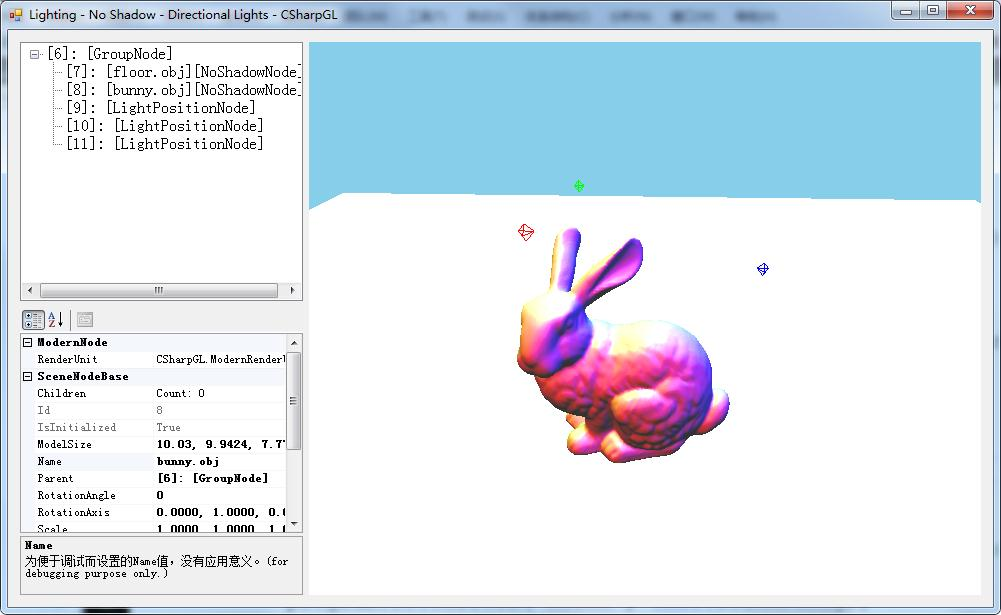 Lighting - No Shadow - Directional Lights - CSharpGL
[6]: [GroupNode]
[7]: [floor.obj][NoShadowNode]
[8]: [bunny.obj][NoShadowNode]
[9]: [LightPositionNode]
[10]: [LightPositionNode]
[11]: [LightPositionNode]
ModernNode
RenderUnit CSharpGL.ModernRender
SceneNodeBase
Children Count: 0
Id 8
IsInitialized True
ModelSize 10.03, 9.9424, 7.7
Name bunny.obj
Parent [6]: [GroupNode]
RotationAngle 0
RotationAxis 0.0000, 1.0000, 0.0
Scale 1.0000, 1.0000, 1.0
Name
为便于调试而设置的Name值，没有应用意义。(for
debugging purpose only.)